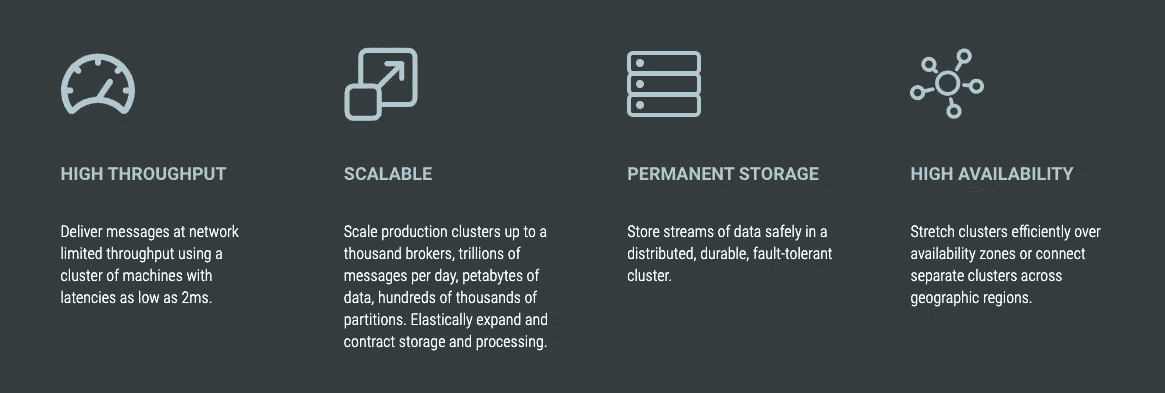 HIGH THROUGHPUT
Deliver messages at network
limited throughput using a
cluster of machines with
latencies as low as 2ms.
SCALABLE
Scale production clusters up to a
thousand brokers, trillions of
messages per day, petabytes of
data, hundreds of thousands of
partitions. Elastically expand and
contract storage and processing.
PERMANENT STORAGE
Store streams of data safely in a
distributed, durable, fault-tolerant
cluster.
HIGH AVAILABILITY
Stretch clusters efficiently over
availability zones or connect
separate clusters across
geographic regions.